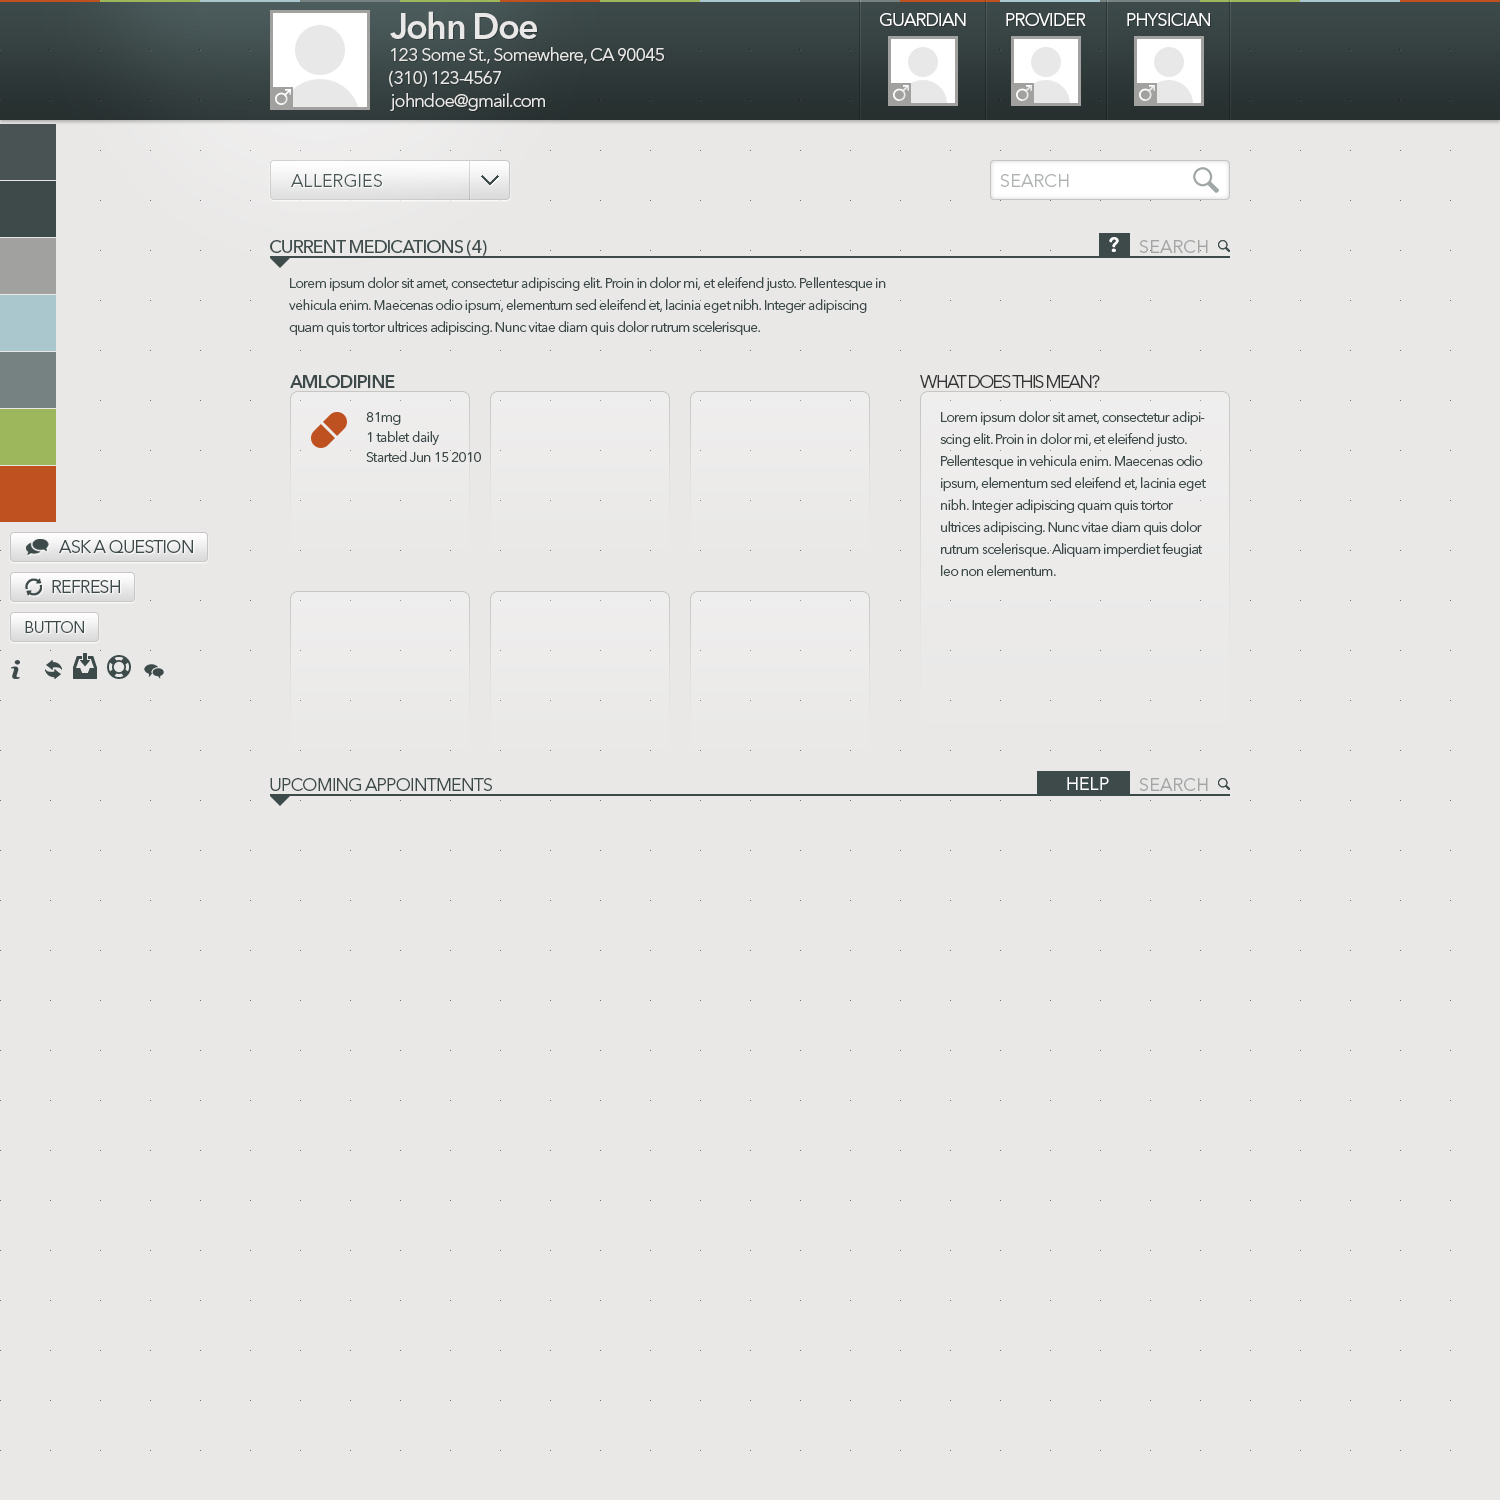 John Doe
123 Some St., Somewhere, CA 90045
(310) 123-4567
johndoe@gmail.com
GUARDIAN
PROVIDER
PHYSICIAN
ALLERGIES
SEARCH
CURRENT MEDICATIONS (4)
?
SEARCH
Lorem ipsum dolor sit amet, consectetur adipiscing elit. Proin in dolor mi, et eleifend justo. Pellentesque in
vehicula enim. Maecenas odio ipsum, elementum sed eleifend et, lacinia eget nibh. Integer adipiscing
quam quis tortor ultrices adipiscing. Nunc vitae diam quis dolor rutrum scelerisque.
AMLODIPINE
81mg
1 tablet daily
Started Jun 15 2010
WHAT DOES THIS MEAN?
Lorem ipsum dolor sit amet, consectetur adipi-
scing elit. Proin in dolor mi, et eleifend justo.
Pellentesque in vehicula enim. Maecenas odio
ipsum, elementum sed eleifend et, lacinia eget
nibh. Integer adipiscing quam quis tortor
ultrices adipiscing. Nunc vitae diam quis dolor
rutrum scelerisque. Aliquam imperdiet feugiat
leo non elementum.
ASK A QUESTION
REFRESH
BUTTON
UPCOMING APPOINTMENTS
HELP
SEARCH